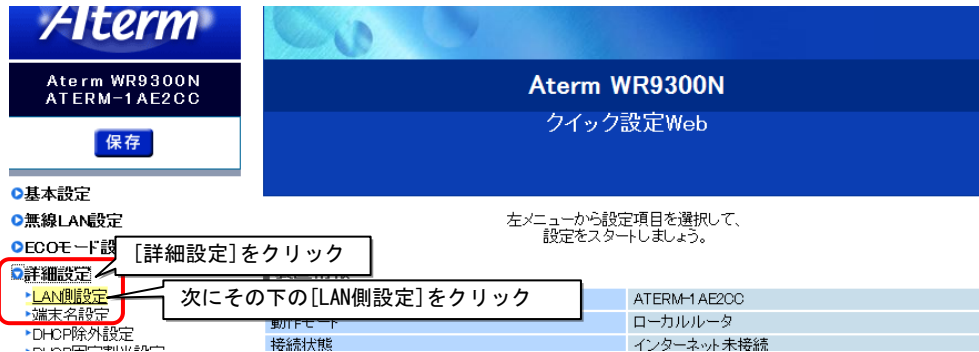 Aterm
Aterm WR9300N
ATERM-1AE2CC
保存
基本設定
無線LAN設定
ECOモード設
詳細設定
LAN側設定
端末名設定
DHCP除外設定
[詳細設定]をクリック
次にその下の[LAN側設定]をクリック
Aterm WR9300N
クイック設定Web
左メニューから設定項目を選択して、
設定をスタートしましょう。
ATERM-1AE2CC
動作モード ローカルルータ
接続状態 インターネット未接続